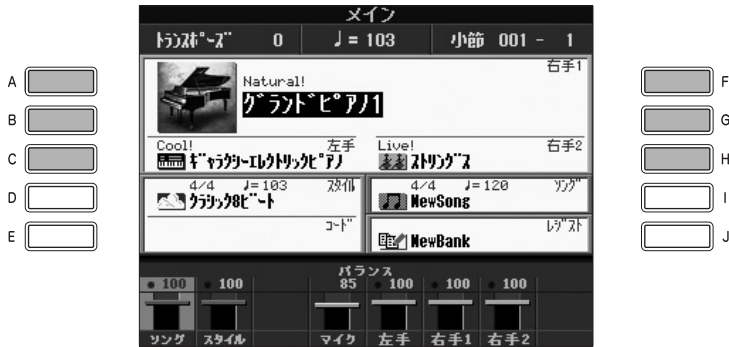 メイン
トランスポーズ 0 ♩= 103 小節 001 - 1
右手1
Natural!
グランドピアノ1
Cool! 左手
ギャラクシーエレクトリックピアノ
Live! 右手2
ストリングス
4/4 ♩=103 スタイル
クラシック8ビート
4/4 ♩=120 ソング
NewSong
コード
レジスト
NewBank
バランス
100 100 85 100 100 100
ソング スタイル マイク 左手 右手1 右手2
A
B
C
D
E
F
G
H
I
J